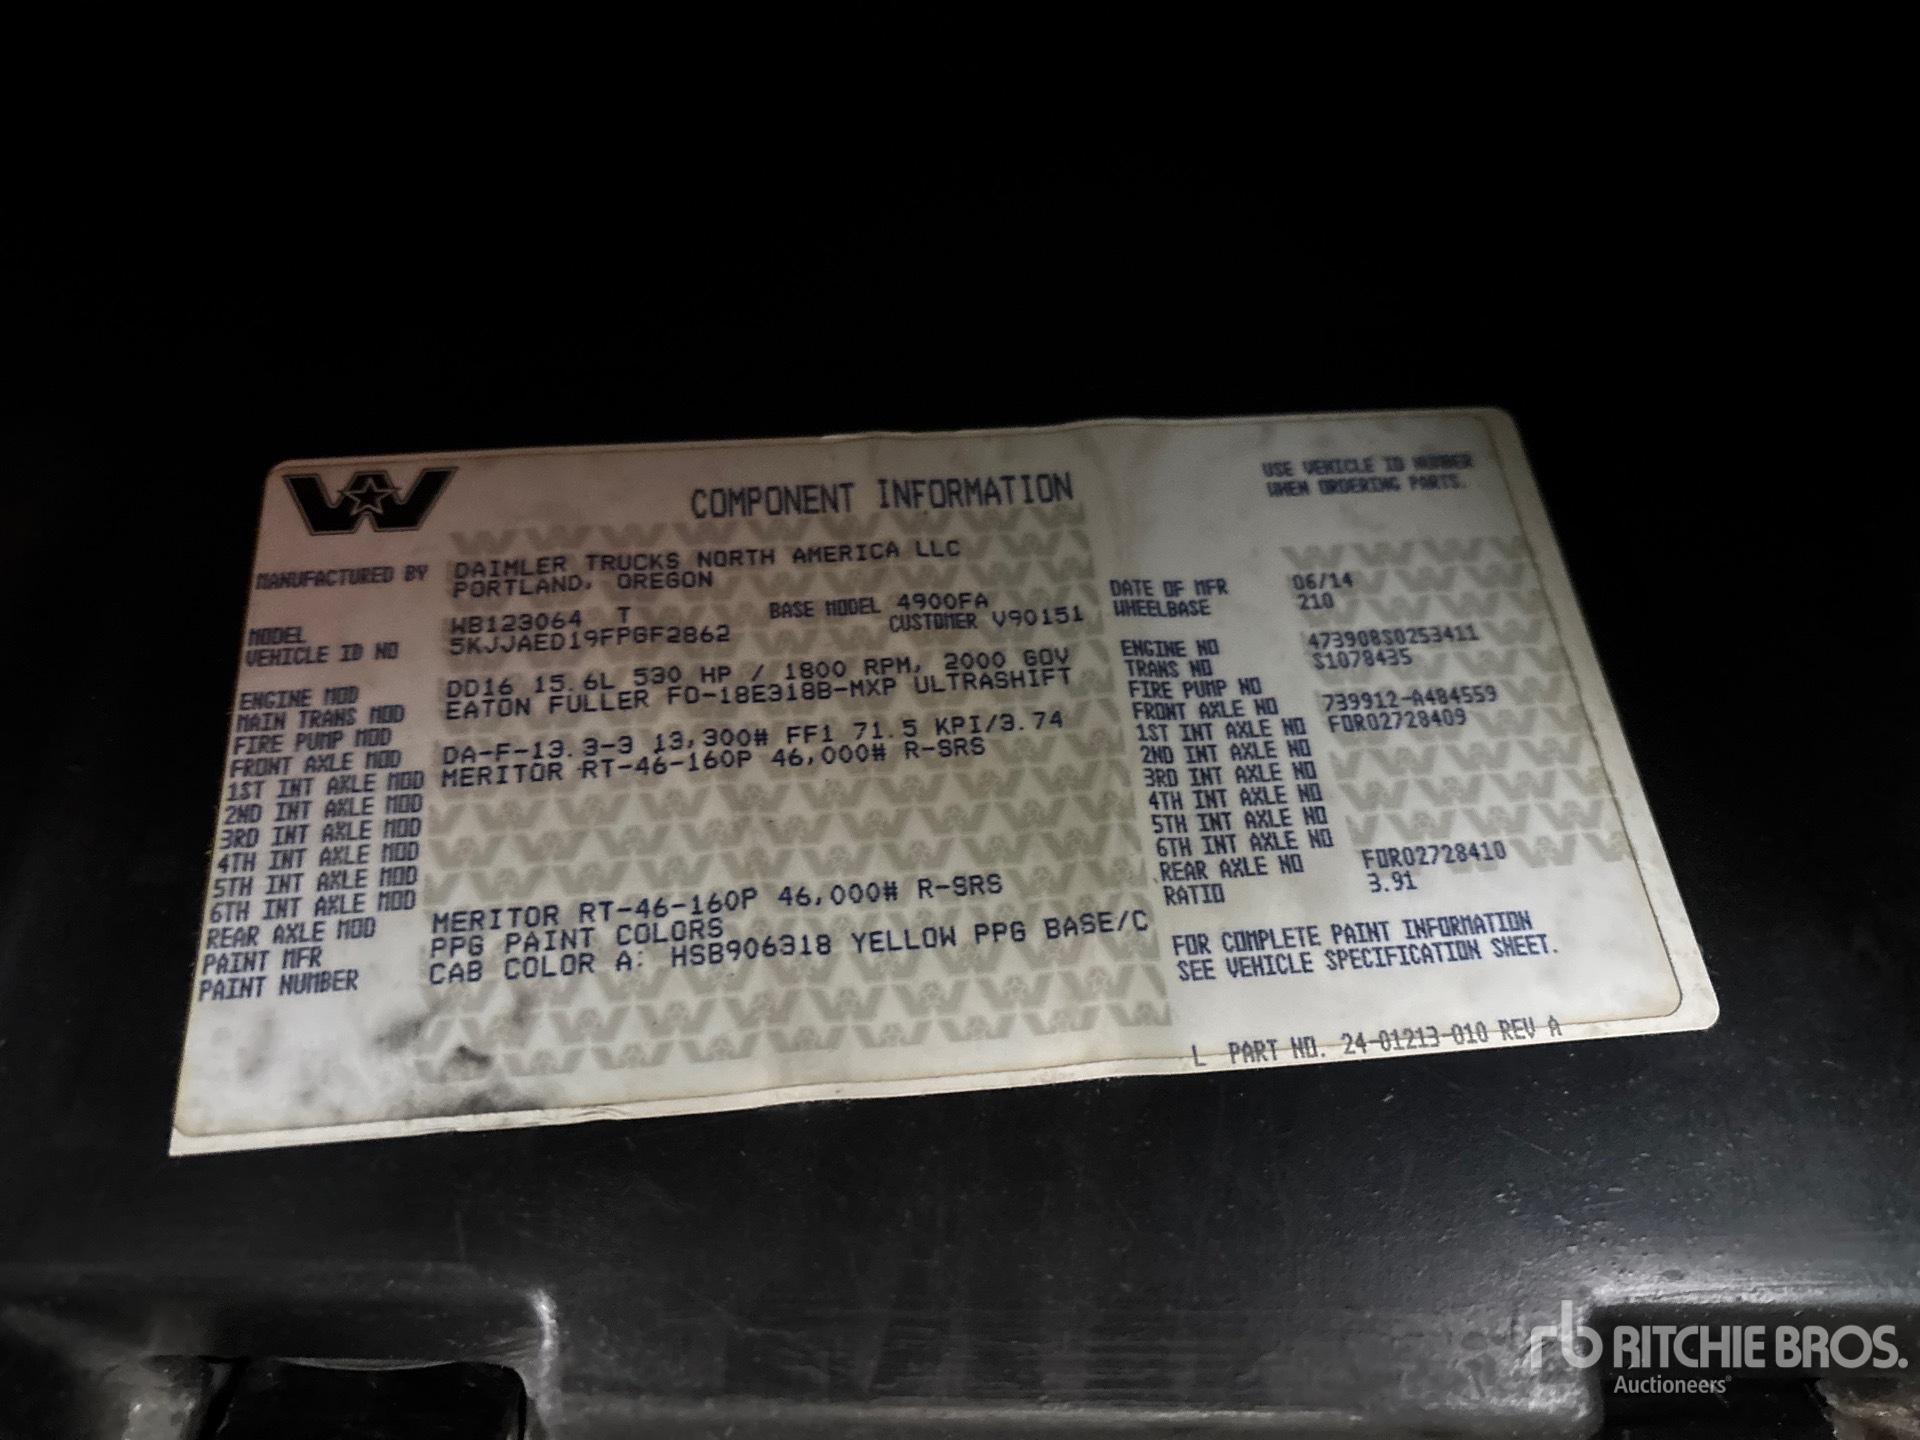 COMPONENT INFORMATION
USE VEHICLE ID NUMBER
WHEN ORDERING PARTS.
MANUFACTURED BY DAIMLER TRUCKS NORTH AMERICA LLC
PORTLAND, OREGON
DATE OF MFR 06/14
MODEL WB123064 T BASE MODEL 4900FA
WHEELBASE 210
VEHICLE ID NO 5KJJAED19FPGF2862 CUSTOMER V90151
ENGINE MOD DD16 15.6L 530 HP / 1800 RPM, 2000 GOV
ENGINE NO 473908S0253411
MAIN TRANS MOD EATON FULLER FO-18E318B-MXP ULTRASHIFT
TRANS NO S1078435
FIRE PUMP MOD
FIRE PUMP NO
FRONT AXLE MOD DA-F-13.3-3 13,300# FF1 71.5 KPI/3.74
FRONT AXLE NO 739912-A484559
1ST INT AXLE MOD MERITOR RT-46-160P 46,000# R-SRS
1ST INT AXLE NO FOR02728409
2ND INT AXLE MOD
2ND INT AXLE NO
3RD INT AXLE MOD
3RD INT AXLE NO
4TH INT AXLE MOD
4TH INT AXLE NO
5TH INT AXLE MOD
5TH INT AXLE NO
6TH INT AXLE MOD
6TH INT AXLE NO
REAR AXLE MOD MERITOR RT-46-160P 46,000# R-SRS
REAR AXLE NO FOR02728410
PAINT MFR PPG PAINT COLORS
RATIO 3.91
PAINT NUMBER CAB COLOR A: HSB906318 YELLOW PPG BASE/C
FOR COMPLETE PAINT INFORMATION
SEE VEHICLE SPECIFICATION SHEET.
L PART NO. 24-01213-010 REV A
rb RITCHIE BROS.
Auctioneers